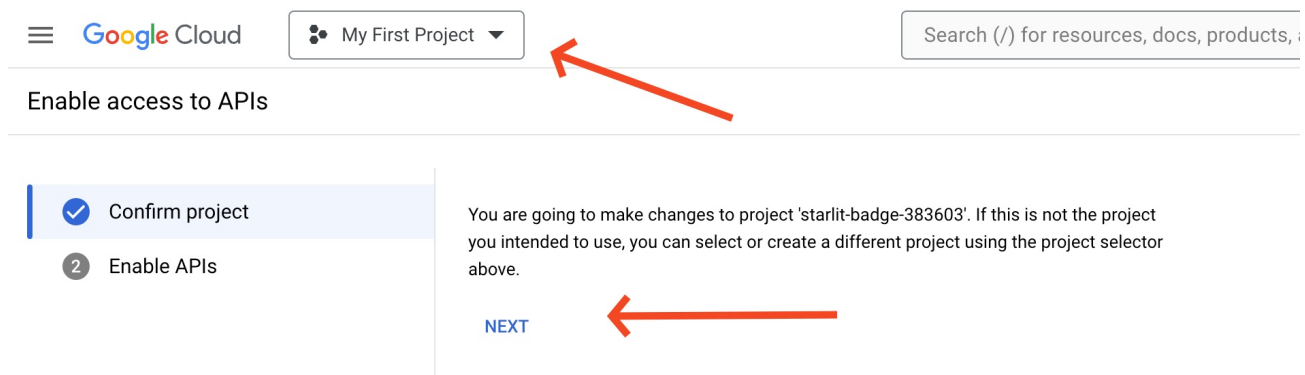 Google Cloud
My First Project
Search (/) for resources, docs, products,
Enable access to APIs
Confirm project
2 Enable APIs
You are going to make changes to project 'starlit-badge-383603'. If this is not the project
you intended to use, you can select or create a different project using the project selector
above.
NEXT